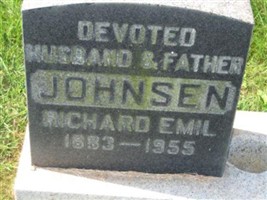 DEVOTED
HUSBAND & FATHER
JOHNSEN
RICHARD EMIL
1883—1955